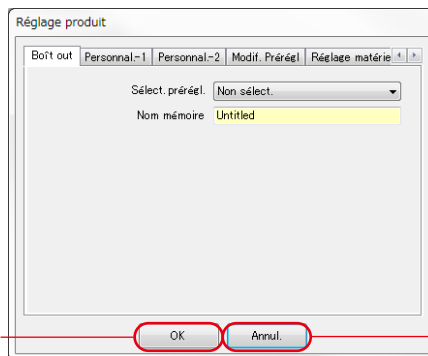 Réglage produit
Boît out Personnal.-1 Personnal.-2 Modif. Prérégl Réglage matérie
Sélect. prérégl. Non sélect.
Nom mémoire Untitled
OK Annul.